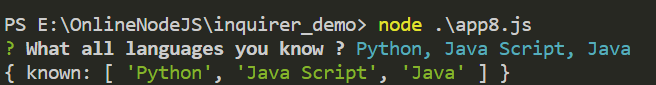 PS E:\OnlineNodeJS\inquirer_demo> node .\app8.js
? What all languages you know ? Python, Java Script, Java
{ known: [ 'Python', 'Java Script', 'Java' ] }